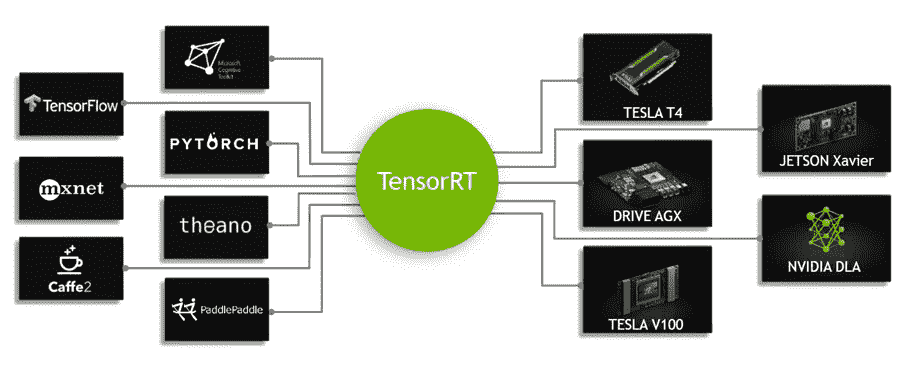 Microsoft
Cognitive
Toolkit
TensorFlow
PYTORCH
mxnet
theano
Caffe2
PaddlePaddle
TensorRT
TESLA T4
JETSON Xavier
DRIVE AGX
NVIDIA DLA
TESLA V100